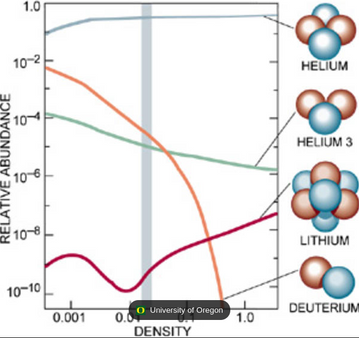 1.0
10−2
10−4
10−6
10−8
10−10
RELATIVE ABUNDANCE
0.001
1.0
DENSITY
HELIUM
HELIUM 3
LITHIUM
DEUTERIUM
University of Oregon